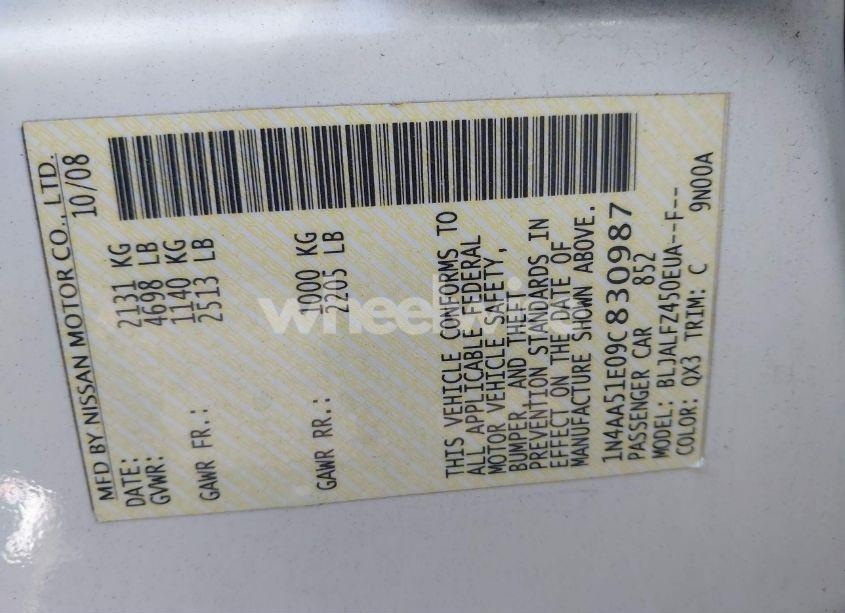 MFD BY NISSAN MOTOR CO., LTD.
DATE: 10/08
GVWR: 2131 KG
4698 LB
GAWR FR.: 1140 KG
2513 LB
GAWR RR.: 1000 KG
2205 LB
THIS VEHICLE CONFORMS TO
ALL APPLICABLE FEDERAL
MOTOR VEHICLE SAFETY,
BUMPER, AND THEFT
PREVENTION STANDARDS IN
EFFECT ON THE DATE OF
MANUFACTURE SHOWN ABOVE.
1N4AA51E09C830987
PASSENGER CAR 852
MODEL: BLJALFZ450EUA--F--
COLOR: QX3 TRIM: C 9N00A